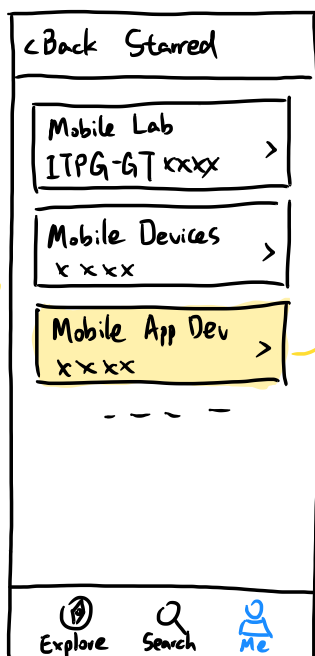 <Back Starred
Mobile Lab
ITPG-GT xxxx
>
Mobile Devices
xxxx
>
Mobile App Dev
xxxx
>
Explore Search Me